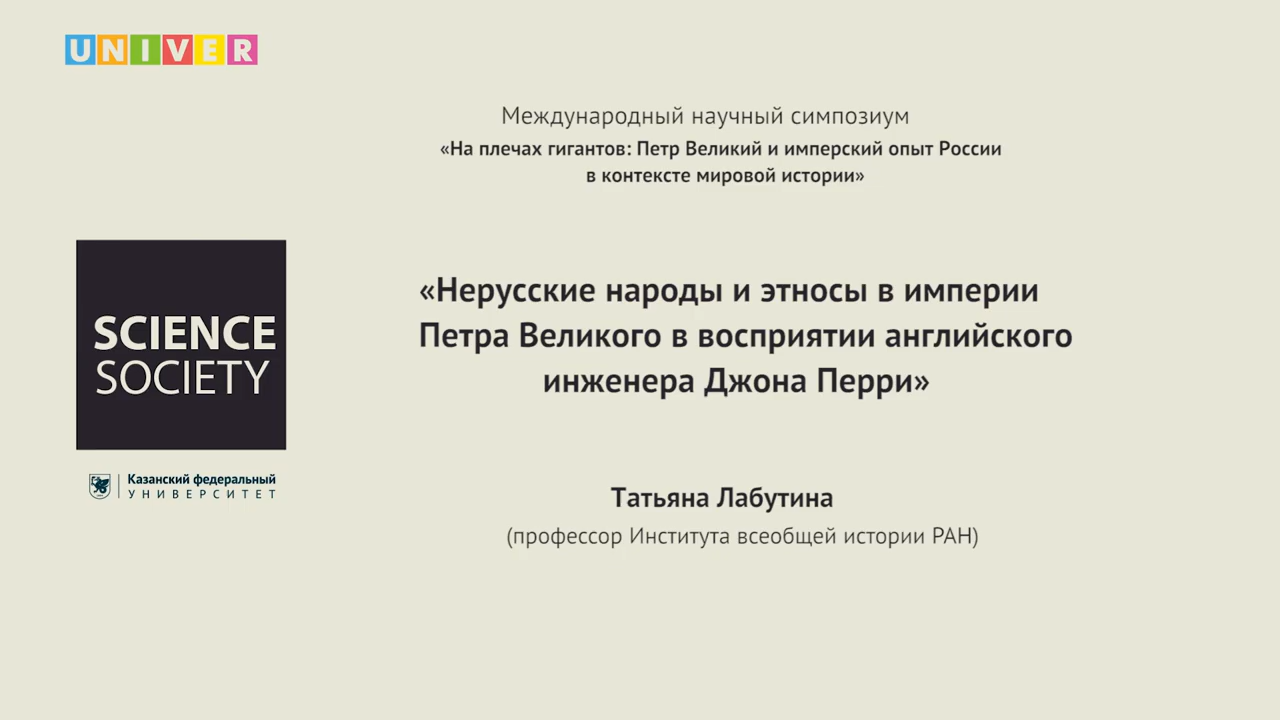 UNIVER
Международный научный симпозиум
«На плечах гигантов: Петр Великий и имперский опыт России
в контексте мировой истории»
SCIENCE
SOCIETY
Казанский федеральный
УНИВЕРСИТЕТ
«Нерусские народы и этносы в империи
Петра Великого в восприятии английского
инженера Джона Перри»
Татьяна Лабутина
(профессор Института всеобщей истории РАН)